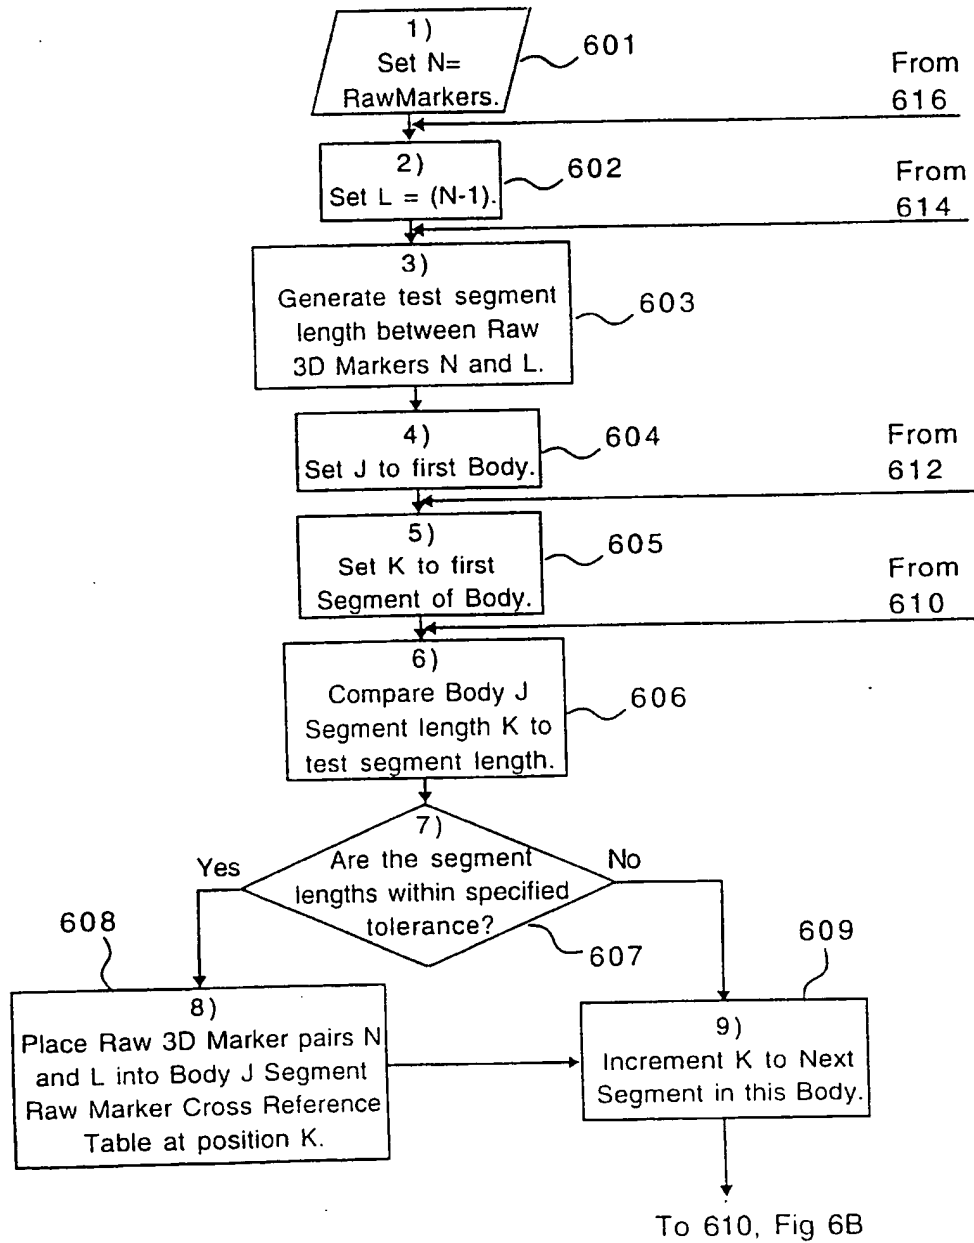 1)
Set N=
RawMarkers.
601
From
616
2)
Set L = (N-1).
602
From
614
3)
Generate test segment
length between Raw
3D Markers N and L.
603
4)
Set J to first Body.
604
From
612
5)
Set K to first
Segment of Body.
605
From
610
6)
Compare Body J
Segment length K to
test segment length.
606
7)
Are the segment
lengths within specified
tolerance?
Yes
No
607
608
609
8)
Place Raw 3D Marker pairs N
and L into Body J Segment
Raw Marker Cross Reference
Table at position K.
9)
Increment K to Next
Segment in this Body.
To 610, Fig 6B